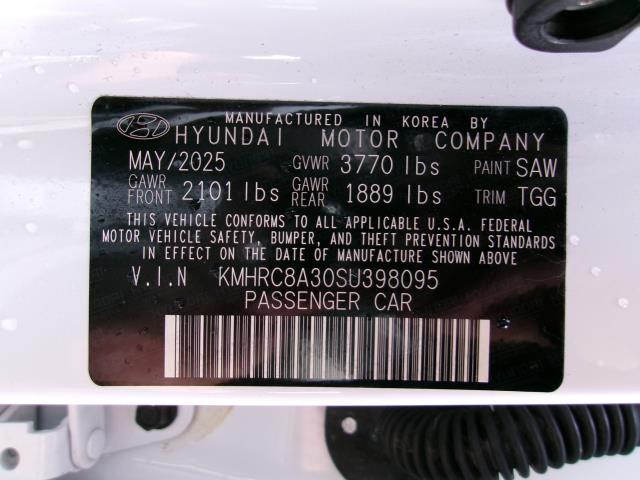 MANUFACTURED IN KOREA BY
HYUNDAI MOTOR COMPANY
MAY/2025 GVWR 3770 lbs PAINT SAW
GAWR FRONT 2101 lbs GAWR REAR 1889 lbs TRIM TGG
THIS VEHICLE CONFORMS TO ALL APPLICABLE U.S.A. FEDERAL
MOTOR VEHICLE SAFETY, BUMPER, AND THEFT PREVENTION STANDARDS
IN EFFECT ON THE DATE OF MANUFACTURE SHOWN ABOVE
V.I.N KMHRC8A30SU398095
PASSENGER CAR